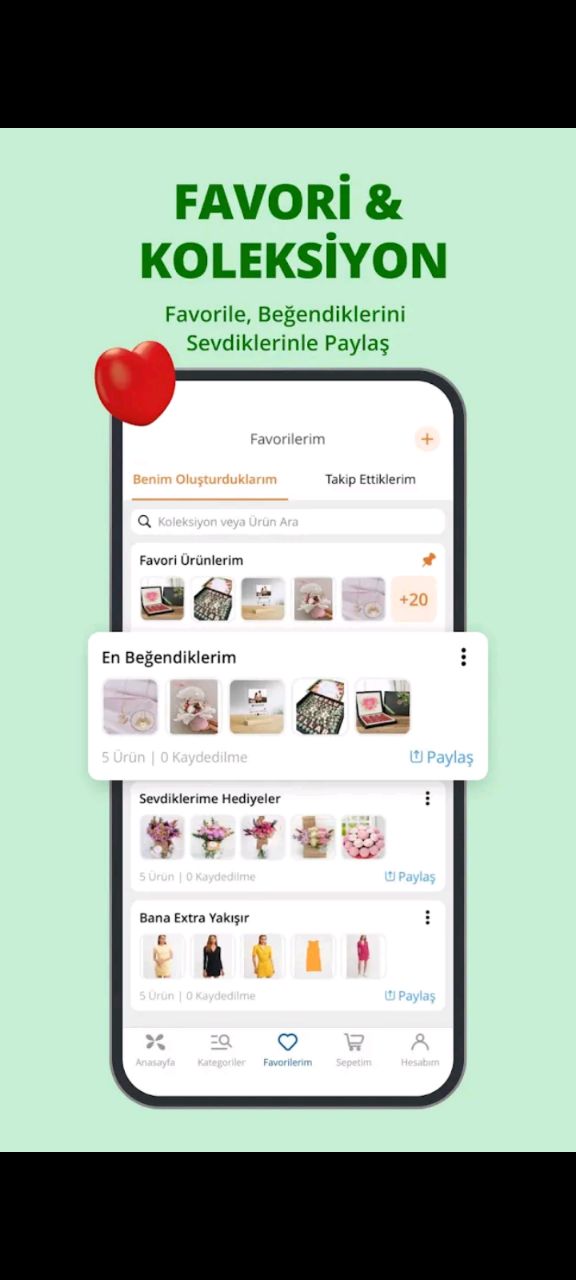 FAVORİ &
KOLEKSİYON
Favorile, Beğendiklerini
Sevdiklerinle Paylaş
Favorilerim
+
Benim Oluşturduklarım
Takip Ettiklerim
Koleksiyon veya Ürün Ara
Favori Ürünlerim
+20
En Beğendiklerim
5 Ürün | 0 Kaydedilme
Paylaş
Sevdiklerime Hediyeler
5 Ürün | 0 Kaydedilme
Paylaş
Bana Extra Yakışır
5 Ürün | 0 Kaydedilme
Paylaş
Anasayfa
Kategoriler
Favorilerim
Sepetim
Hesabım